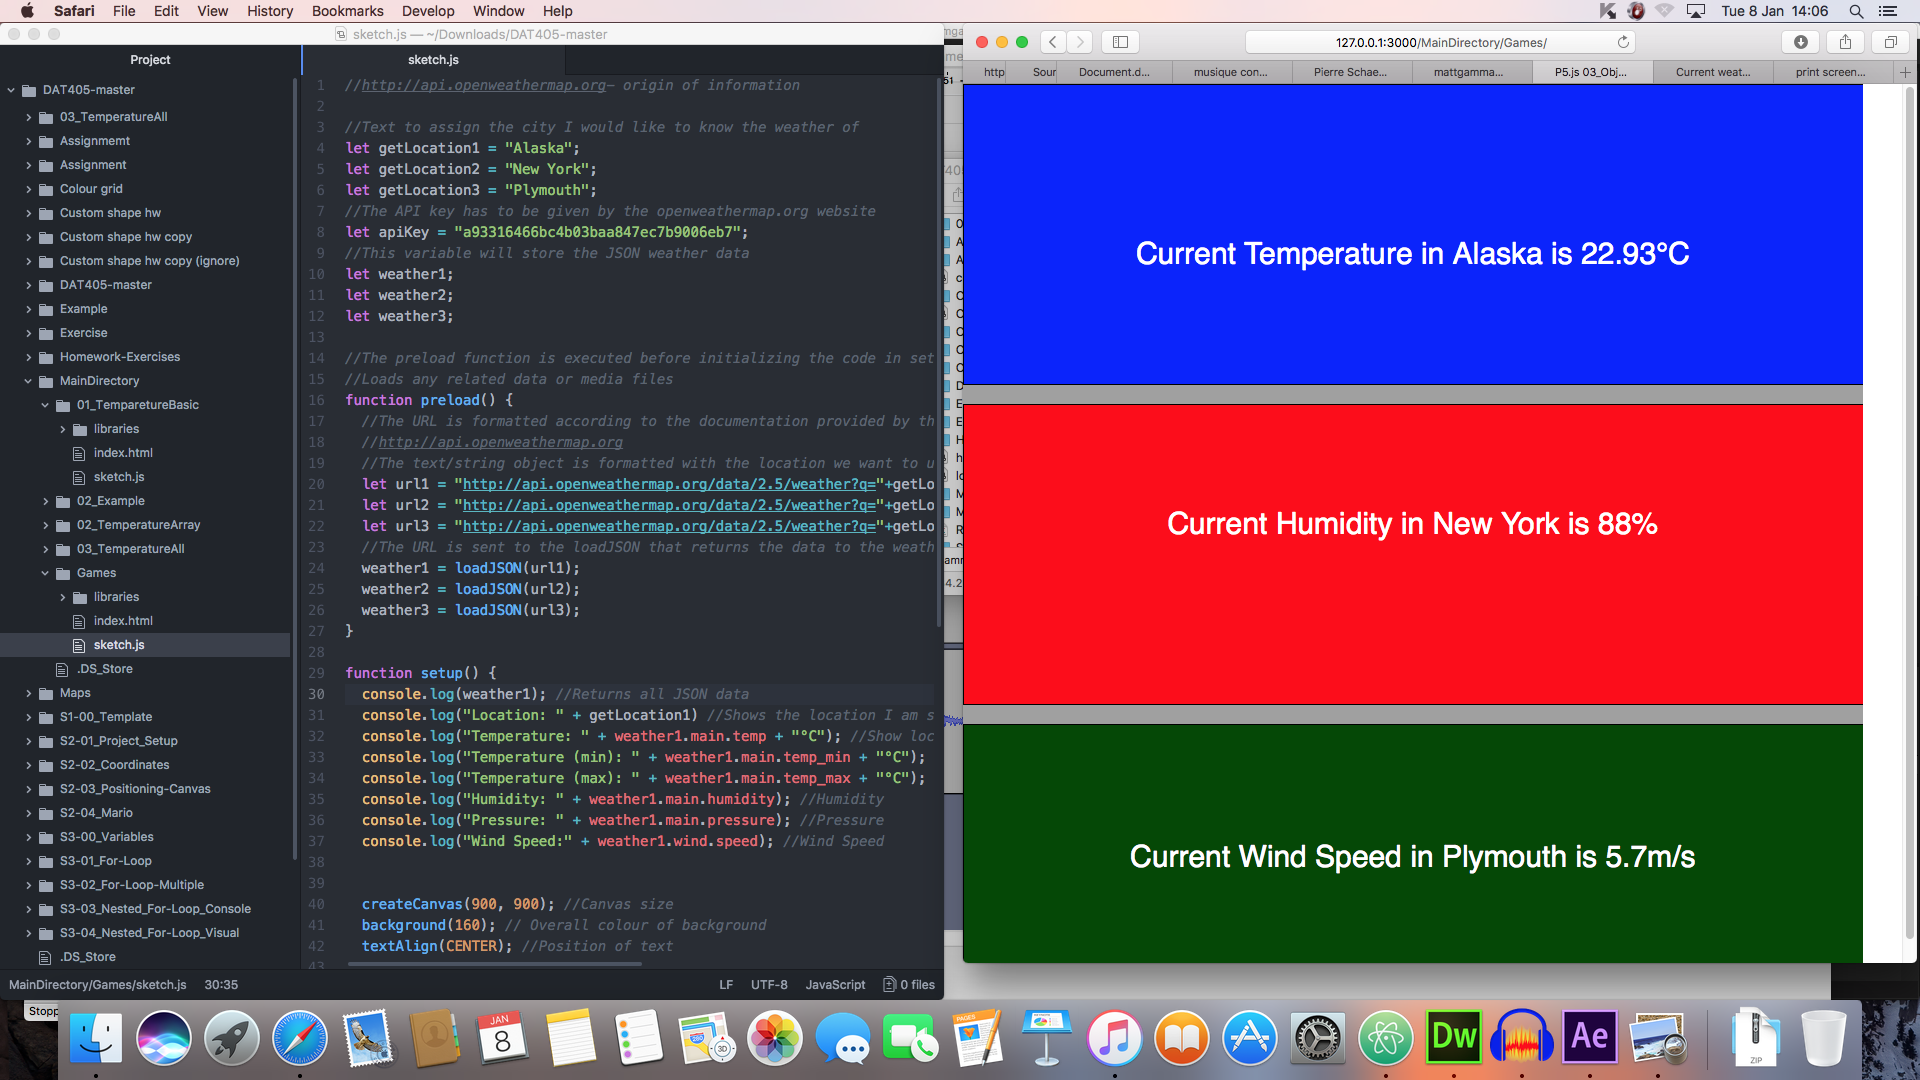 Safari File Edit View History Bookmarks Develop Window Help
Tue 8 Jan 14:06
sketch.js — ~/Downloads/DAT405-master
Project
DAT405-master
03_TemperatureAll
Assignmemt
Assignment
Colour grid
Custom shape hw
Custom shape hw copy
Custom shape hw copy (ignore)
DAT405-master
Example
Exercise
Homework-Exercises
MainDirectory
01_TemparetureBasic
libraries
index.html
sketch.js
02_Example
02_TemperatureArray
03_TemperatureAll
Games
libraries
index.html
sketch.js
.DS_Store
Maps
S1-00_Template
S2-01_Project_Setup
S2-02_Coordinates
S2-03_Positioning-Canvas
S2-04_Mario
S3-00_Variables
S3-01_For-Loop
S3-02_For-Loop-Multiple
S3-03_Nested_For-Loop_Console
S3-04_Nested_For-Loop_Visual
.DS_Store
sketch.js
1 //http://api.openweathermap.org- origin of information
2
3 //Text to assign the city I would like to know the weather of
4 let getLocation1 = "Alaska";
5 let getLocation2 = "New York";
6 let getLocation3 = "Plymouth";
7 //The API key has to be given by the openweathermap.org website
8 let apiKey = "a93316466bc4b03baa847ec7b9006eb7";
9 //This variable will store the JSON weather data
10 let weather1;
11 let weather2;
12 let weather3;
13
14 //The preload function is executed before initializing the code in set
15 //Loads any related data or media files
16 function preload() {
17 //The URL is formatted according to the documentation provided by th
18 //http://api.openweathermap.org
19 //The text/string object is formatted with the location we want to u
20 let url1 = "http://api.openweathermap.org/data/2.5/weather?q="+getLo
21 let url2 = "http://api.openweathermap.org/data/2.5/weather?q="+getLo
22 let url3 = "http://api.openweathermap.org/data/2.5/weather?q="+getLo
23 //The URL is sent to the loadJSON that returns the data to the weath
24 weather1 = loadJSON(url1);
25 weather2 = loadJSON(url2);
26 weather3 = loadJSON(url3);
27 }
28
29 function setup() {
30 console.log(weather1); //Returns all JSON data
31 console.log("Location: " + getLocation1) //Shows the location I am s
32 console.log("Temperature: " + weather1.main.temp + "°C"); //Show loc
33 console.log("Temperature (min): " + weather1.main.temp_min + "°C");
34 console.log("Temperature (max): " + weather1.main.temp_max + "°C");
35 console.log("Humidity: " + weather1.main.humidity); //Humidity
36 console.log("Pressure: " + weather1.main.pressure); //Pressure
37 console.log("Wind Speed:" + weather1.wind.speed); //Wind Speed
38
39
40 createCanvas(900, 900); //Canvas size
41 background(160); // Overall colour of background
42 textAlign(CENTER); //Position of text
43
MainDirectory/Games/sketch.js 30:35 LF UTF-8 JavaScript 0 files
127.0.0.1:3000/MainDirectory/Games/
http Sour Document.d... musique con... Pierre Schae... mattgamma... P5.js 03_Obj... Current weat... print screen...
Current Temperature in Alaska is 22.93°C
Current Humidity in New York is 88%
Current Wind Speed in Plymouth is 5.7m/s
Stopp
JAN
8
PAGES
280
3D
Dw
Ae
ZIP